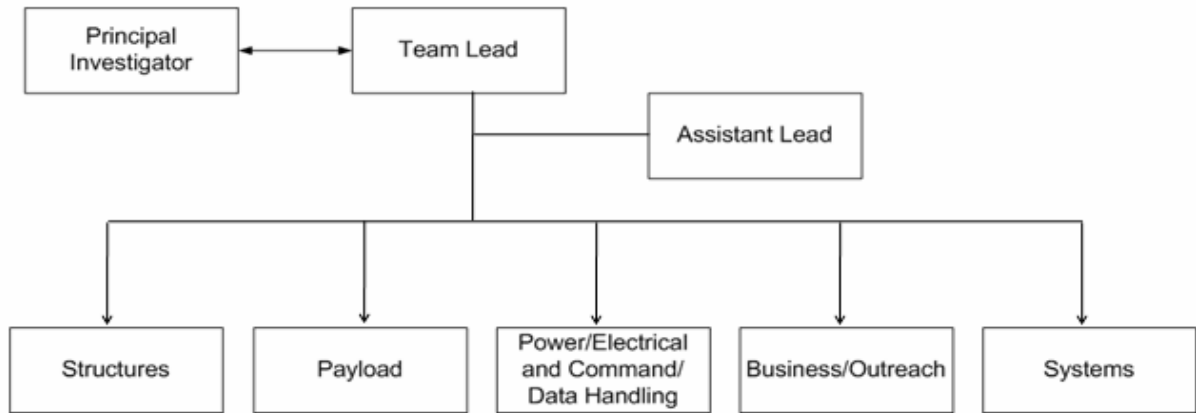 Principal
Investigator
Team Lead
Assistant Lead
Structures
Payload
Power/Electrical
and Command/
Data Handling
Business/Outreach
Systems